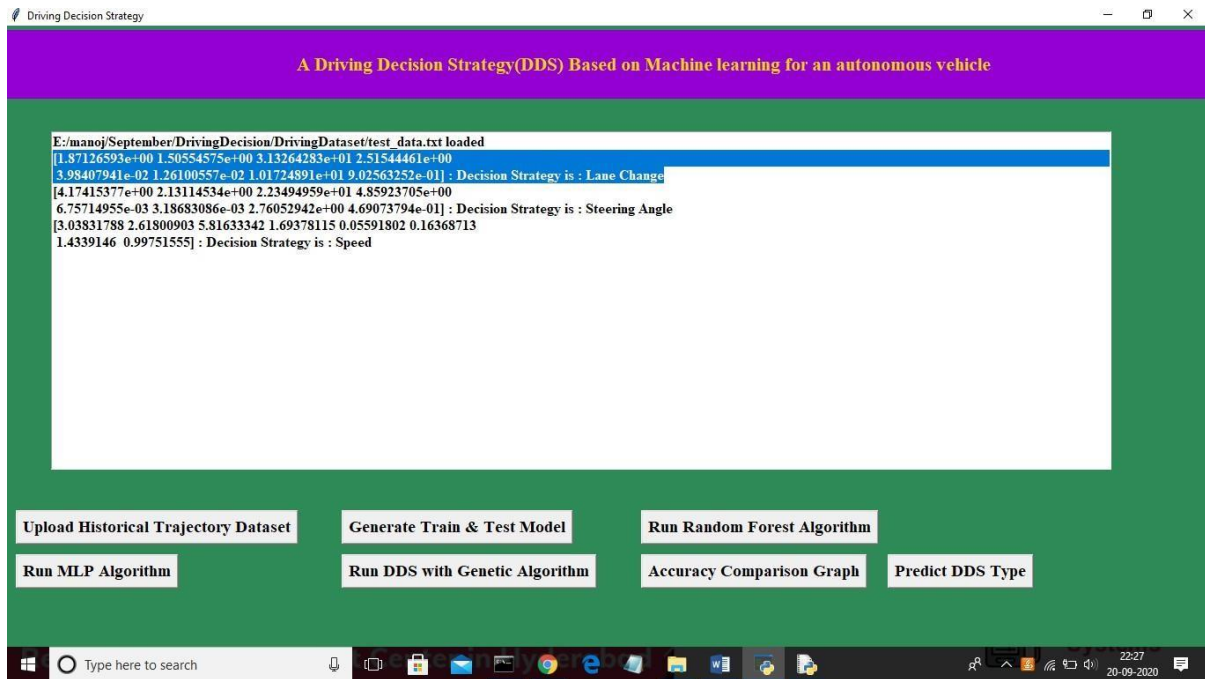 Driving Decision Strategy
A Driving Decision Strategy(DDS) Based on Machine learning for an autonomous vehicle
E:/manoj/September/DrivingDecision/DrivingDataset/test_data.txt loaded
[1.87126593e+00 1.50554575e+00 3.13264283e+01 2.51544461e+00
3.98407941e-02 1.26100557e-02 1.01724891e+01 9.02563252e-01] : Decision Strategy is : Lane Change
[4.17415377e+00 2.13114534e+00 2.23494959e+01 4.85923705e+00
6.75714955e-03 3.18683086e-03 2.76052942e+00 4.69073794e-01] : Decision Strategy is : Steering Angle
[3.03831788 2.61800903 5.81633342 1.69378115 0.05591802 0.16368713
1.4339146 0.99751555] : Decision Strategy is : Speed
Upload Historical Trajectory Dataset
Generate Train & Test Model
Run Random Forest Algorithm
Run MLP Algorithm
Run DDS with Genetic Algorithm
Accuracy Comparison Graph
Predict DDS Type
Type here to search
22:27
20-09-2020